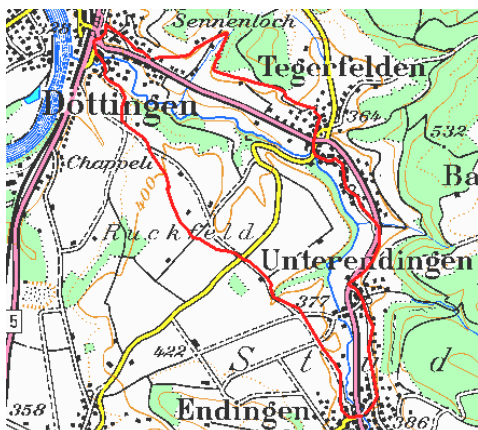 Sennenloch
Tegerfelden
364
Döttingen
532
Chappeli
400
Ba
Ruckfeld
Unterendingen
377
5
422
S t d
358
Endingen
386